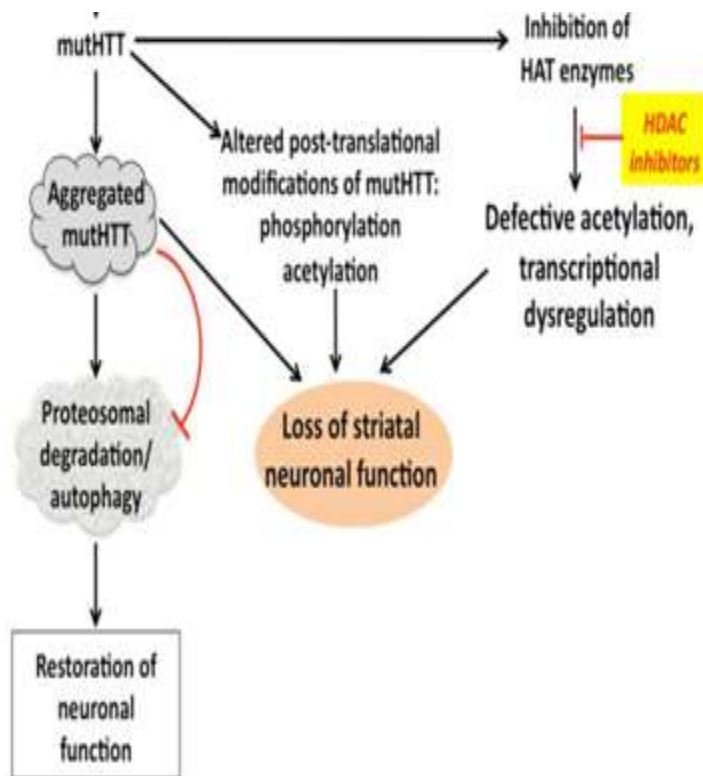 mutHTT
Inhibition of
HAT enzymes
HDAC
inhibitors
Altered post-translational
modifications of mutHTT:
phosphorylation
acetylation
Aggregated
mutHTT
Defective acetylation,
transcriptional
dysregulation
Proteosomal
degradation/
autophagy
Loss of striatal
neuronal function
Restoration of
neuronal
function